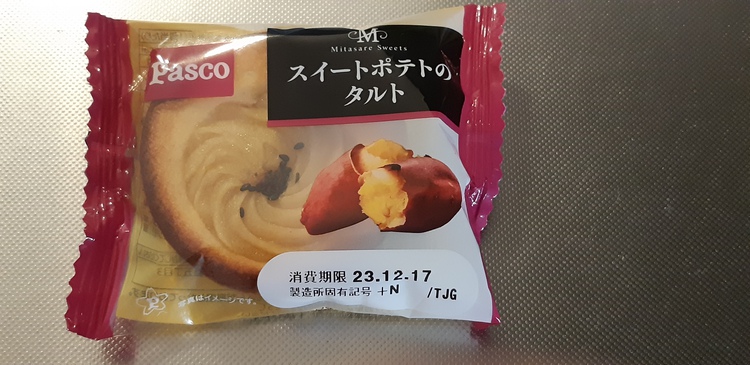 M
Mitasare Sweets
Pasco
スイートポテトの
タルト
消費期限 23.12-17
製造所固有記号 +N /TJG
写真はイメージです。